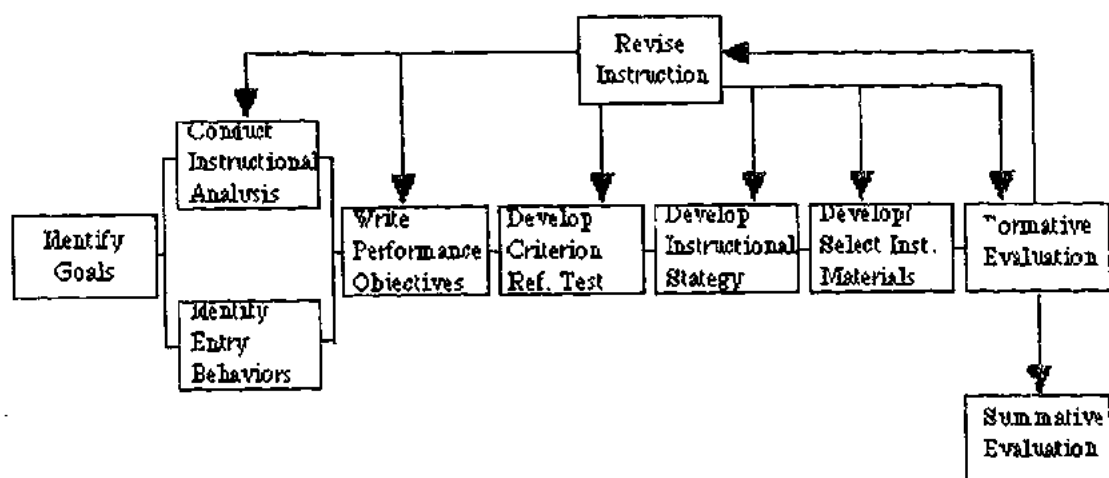 Revise
Instruction
Conduct
Instructional
Analysis
Identify
Goals
Identify
Entry
Behaviors
Write
Performance
Objectives
Develop
Criterion
Ref. Test
Develop
Instructional
Stategy
Develop/
Select Inst.
Materials
Formative
Evaluation
Summative
Evaluation